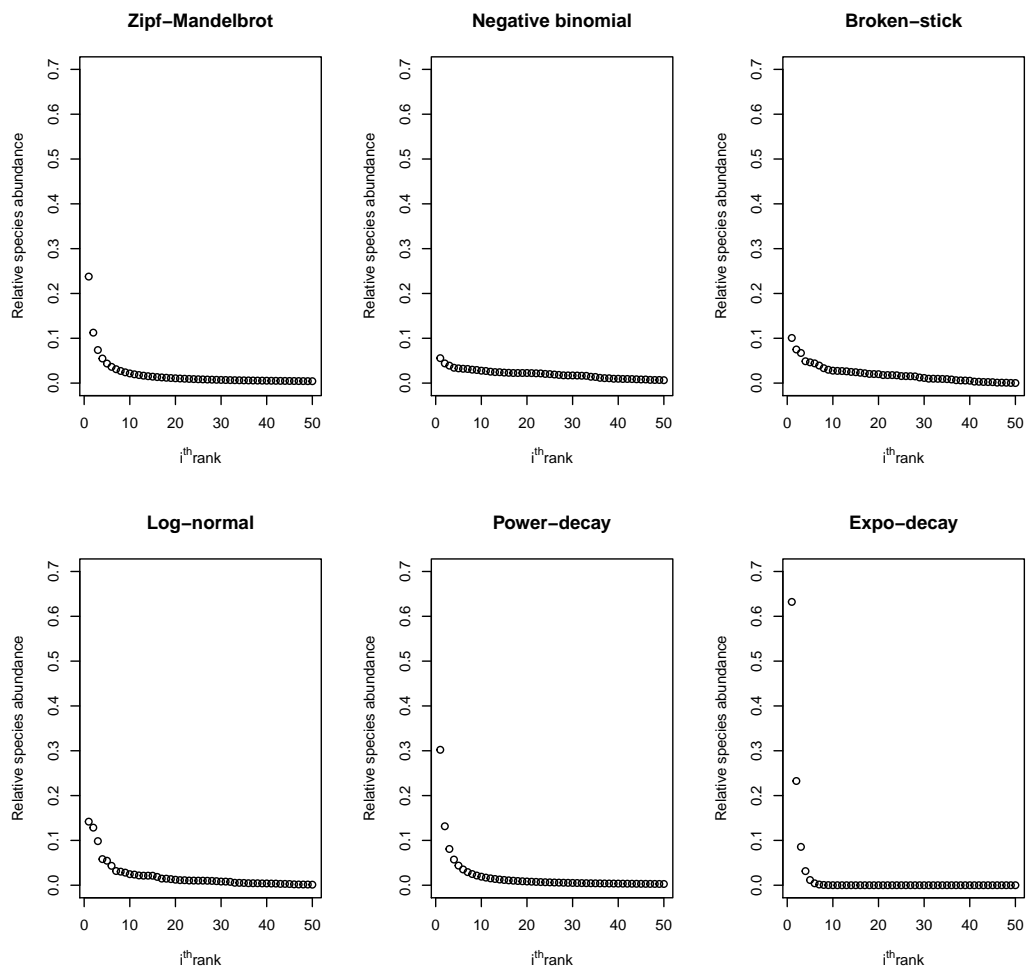 Zipf−Mandelbrot
Negative binomial
Broken−stick
Relative species abundance
0.0 0.1 0.2 0.3 0.4 0.5 0.6 0.7
0 10 20 30 40 50
i^th rank
Relative species abundance
0.0 0.1 0.2 0.3 0.4 0.5 0.6 0.7
0 10 20 30 40 50
i^th rank
Relative species abundance
0.0 0.1 0.2 0.3 0.4 0.5 0.6 0.7
0 10 20 30 40 50
i^th rank
Log−normal
Power−decay
Expo−decay
Relative species abundance
0.0 0.1 0.2 0.3 0.4 0.5 0.6 0.7
0 10 20 30 40 50
i^th rank
Relative species abundance
0.0 0.1 0.2 0.3 0.4 0.5 0.6 0.7
0 10 20 30 40 50
i^th rank
Relative species abundance
0.0 0.1 0.2 0.3 0.4 0.5 0.6 0.7
0 10 20 30 40 50
i^th rank